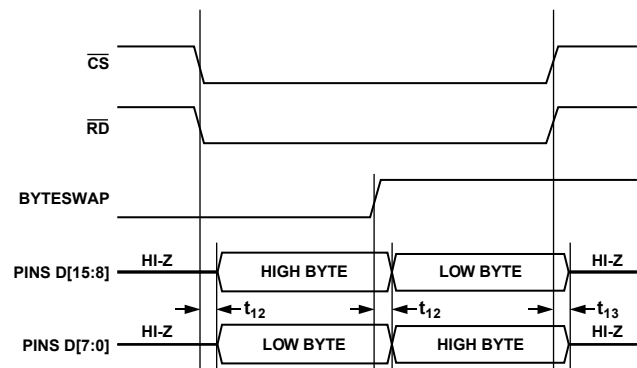 CS
RD
BYTESWAP
PINS D[15:8] HI-Z HIGH BYTE LOW BYTE HI-Z
t12 t12 t13
PINS D[7:0] HI-Z LOW BYTE HIGH BYTE HI-Z